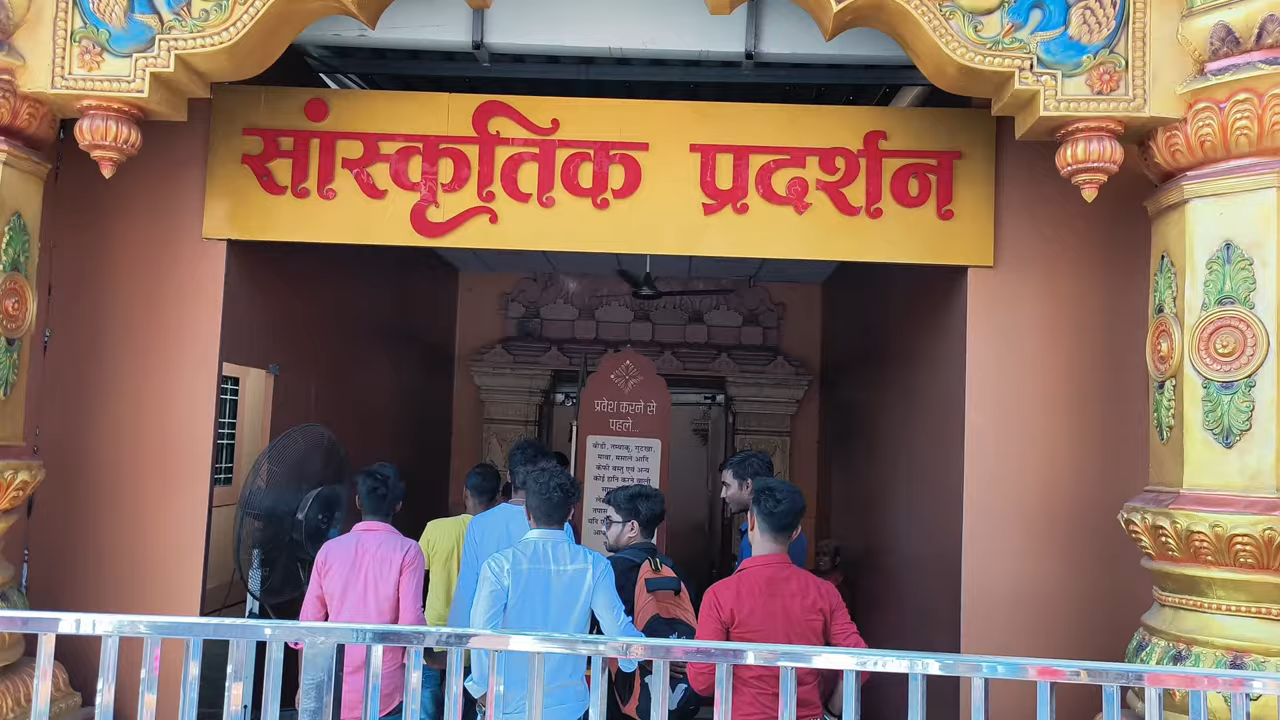 सांस्कृतिक प्रदर्शन
प्रवेश करने से
पहले...
बीडी, तम्बाकू, गुटखा,
मावा, मसाले आदि
केफी वस्तु एवं अन्य
कोई हानि करने वाली